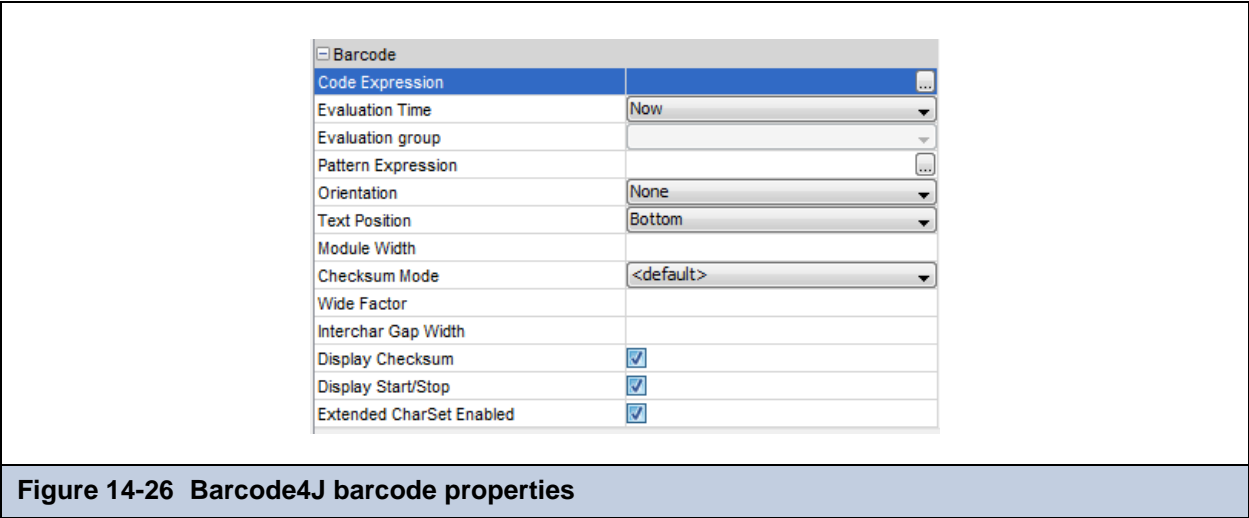 Barcode
Code Expression ...
Evaluation Time Now
Evaluation group
Pattern Expression ...
Orientation None
Text Position Bottom
Module Width
Checksum Mode <default>
Wide Factor
Interchar Gap Width
Display Checksum
Display Start/Stop
Extended CharSet Enabled
Figure 14-26 Barcode4J barcode properties